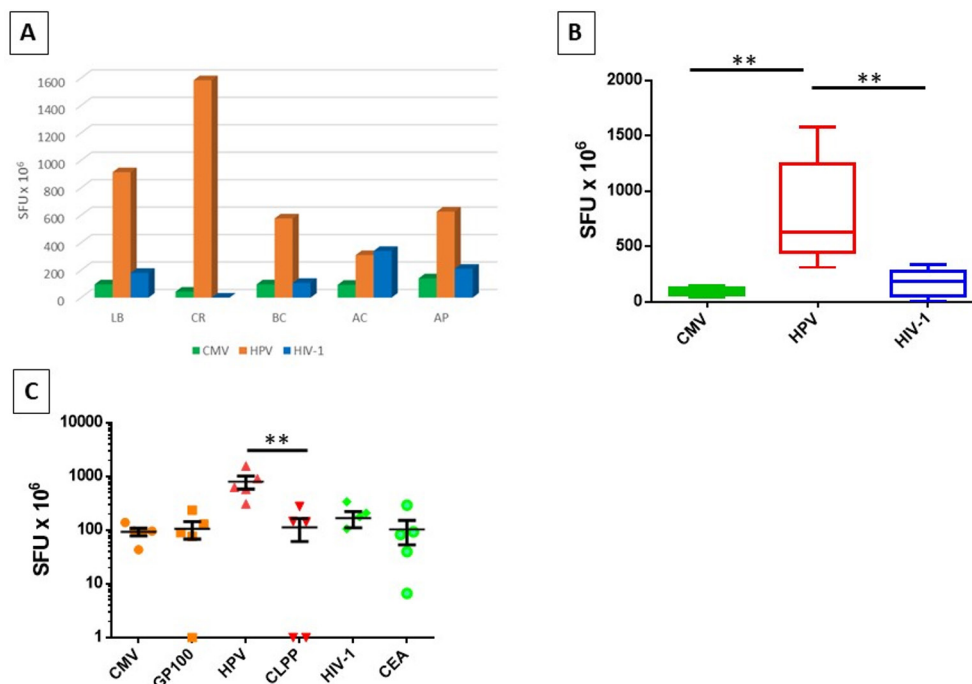 A
1600
1400
1200
1000
800
600
400
200
0
SFU x 10⁶
LB CR BC AC AP
CMV HPV HIV-1
B
** **
2000
1500
1000
500
0
SFU x 10⁶
CMV HPV HIV-1
C
**
10000
1000
100
10
1
SFU x 10⁶
CMV GP100 HPV CLPP HIV-1 CEA